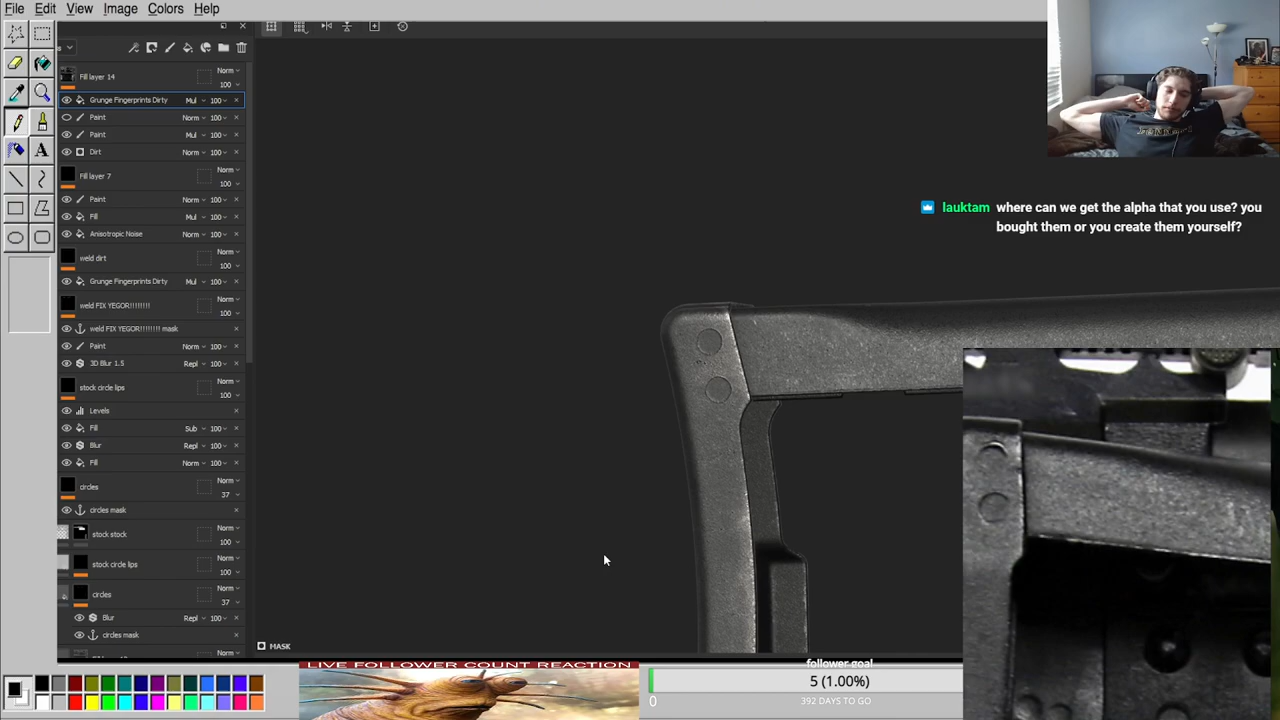 File Edit View Image Colors Help
Fill layer 14 Norm
100
Grunge Fingerprints Dirty Mul 100
Paint Norm 100
Paint Mul 100
Dirt Norm 100
Fill layer 7 Norm
100
Paint Norm 100
Fill Mul 100
Anisotropic Noise Norm 100
weld dirt Norm
100
Grunge Fingerprints Dirty Mul 100
weld FIX YEGOR!!!!!!!! Norm
100
weld FIX YEGOR!!!!!!!! mask
Paint Norm 100
3D Blur 1.5 Repl 100
stock circle lips Norm
100
Levels
Fill Sub 100
Blur Repl 100
Fill Norm 100
circles Norm
37
circles mask
stock stock Norm
100
stock circle lips Norm
100
circles Norm
37
Blur Repl 100
circles mask
MASK
lauktam where can we get the alpha that you use? you
bought them or you create them yourself?
LIVE FOLLOWER COUNT REACTION
follower goal
0 5 (1.00%)
392 DAYS TO GO